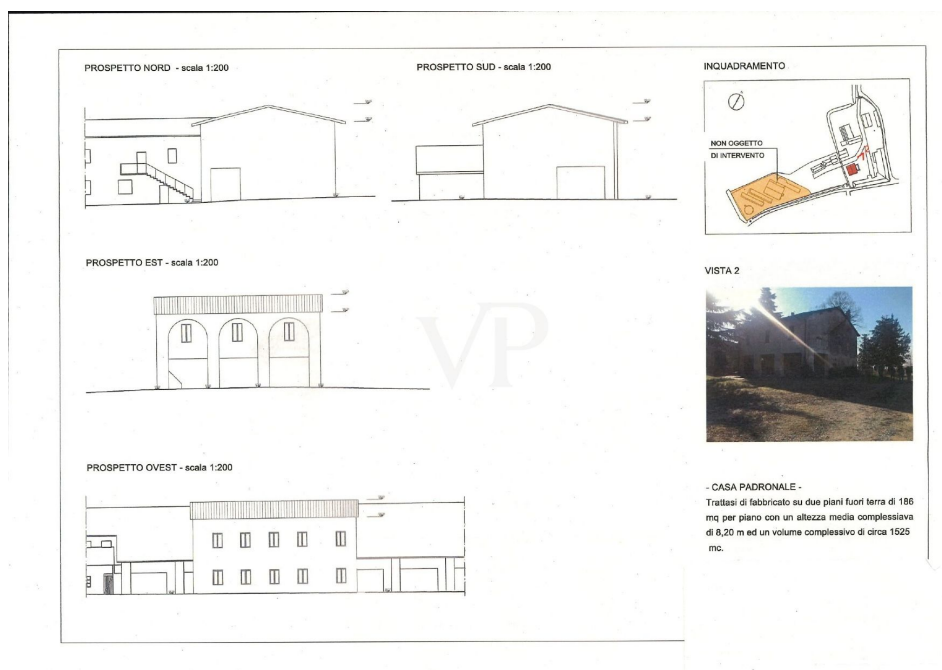 PROSPETTO NORD - scala 1:200
PROSPETTO SUD - scala 1:200
INQUADRAMENTO
NON OGGETTO
DI INTERVENTO
PROSPETTO EST - scala 1:200
VISTA 2
VP
PROSPETTO OVEST - scala 1:200
- CASA PADRONALE -
Trattasi di fabbricato su due piani fuori terra di 186
mq per piano con un altezza media complessiava
di 8,20 m ed un volume complessivo di circa 1525
mc.